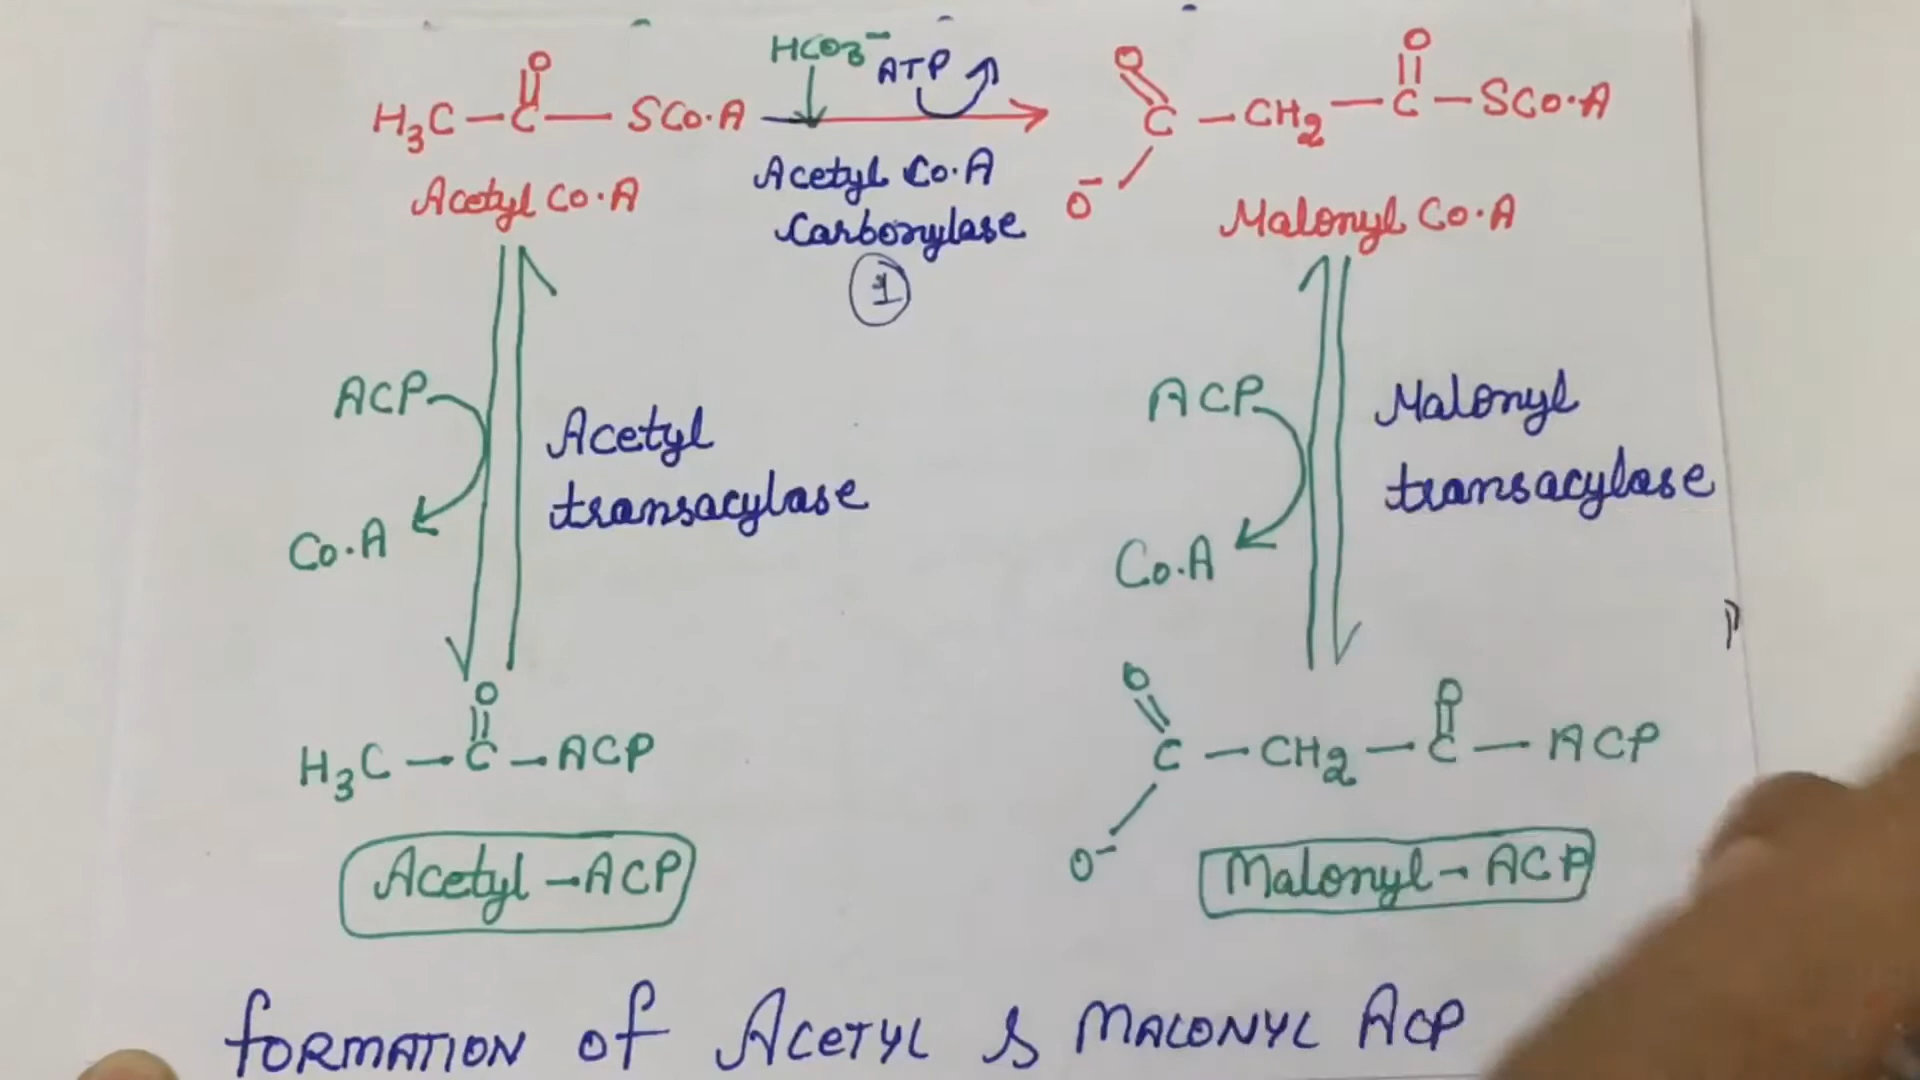 O O O
HCO3⁻ ATP
H3C – C – SCo·A C – CH2 – C – SCo·A
O⁻
Acetyl Co·A
Acetyl Co·A
Carboxylase
Malonyl Co·A
1
ACP
Acetyl
transacylase
Co·A
ACP
Malonyl
transacylase
Co·A
O O O
H3C – C – ACP
C – CH2 – C – ACP
O⁻
Acetyl – ACP
Malonyl – ACP
FORMATION of ACETYL & MALONYL ACP